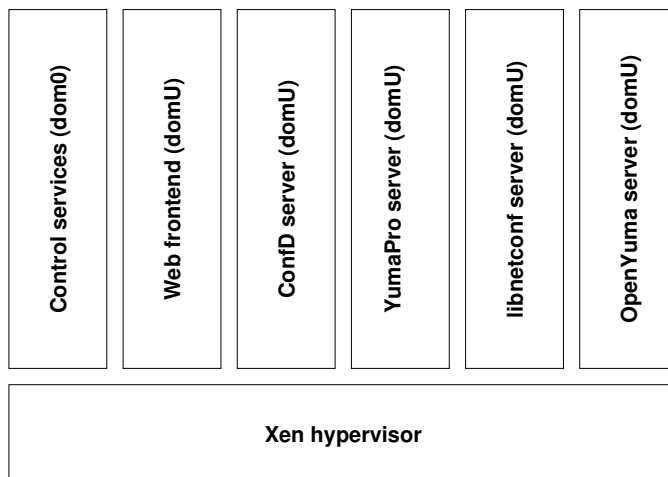 Control services (dom0)
Web frontend (domU)
ConfD server (domU)
YumaPro server (domU)
libnetconf server (domU)
OpenYuma server (domU)
Xen hypervisor